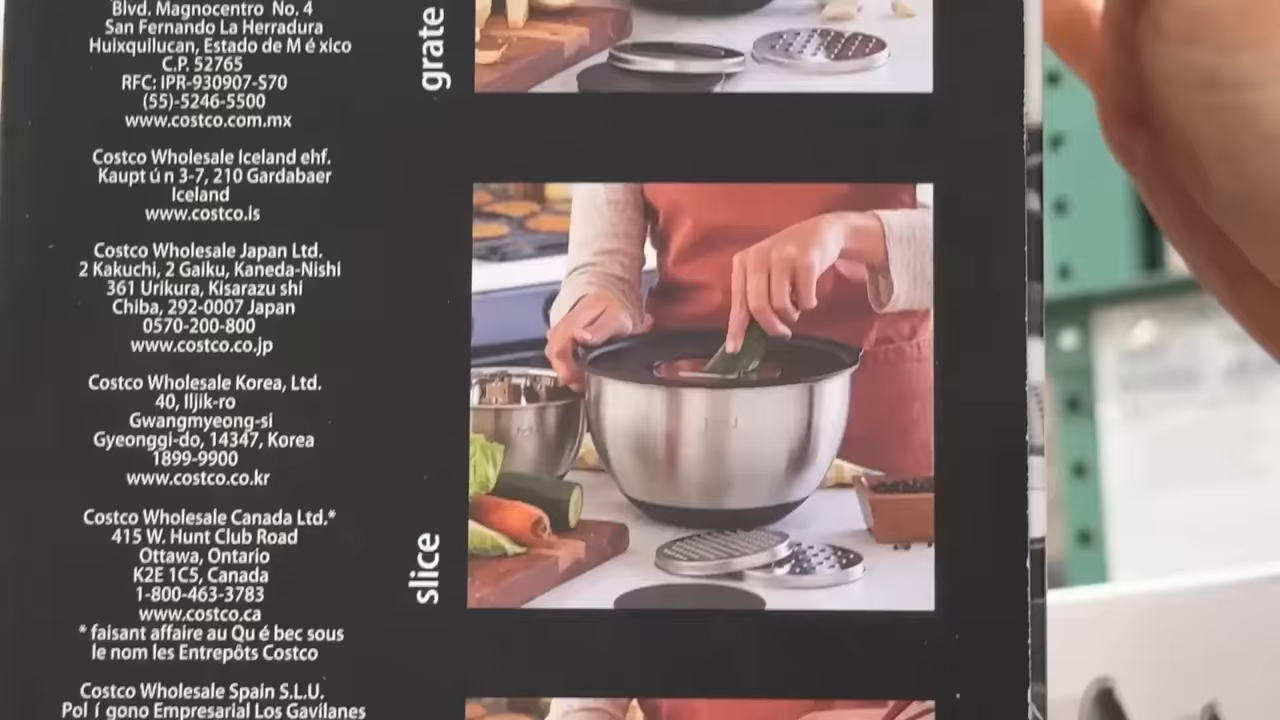 Blvd. Magnocentro No. 4
San Fernando La Herradura
Huixquilucan, Estado de M é xico
C.P. 52765
RFC: IPR-930907-S70
(55)-5246-5500
www.costco.com.mx
Costco Wholesale Iceland ehf.
Kaupt ú n 3-7, 210 Gardabaer
Iceland
www.costco.is
Costco Wholesale Japan Ltd.
2 Kakuchi, 2 Gaiku, Kaneda-Nishi
361 Urikura, Kisarazu shi
Chiba, 292-0007 Japan
0570-200-800
www.costco.co.jp
Costco Wholesale Korea, Ltd.
40, Iljik-ro
Gwangmyeong-si
Gyeonggi-do, 14347, Korea
1899-9900
www.costco.co.kr
Costco Wholesale Canada Ltd.*
415 W. Hunt Club Road
Ottawa, Ontario
K2E 1C5, Canada
1-800-463-3783
www.costco.ca
* faisant affaire au Qu é bec sous
le nom les Entrepôts Costco
Costco Wholesale Spain S.L.U.
Pol í gono Empresarial Los Gavilanes
grate
slice